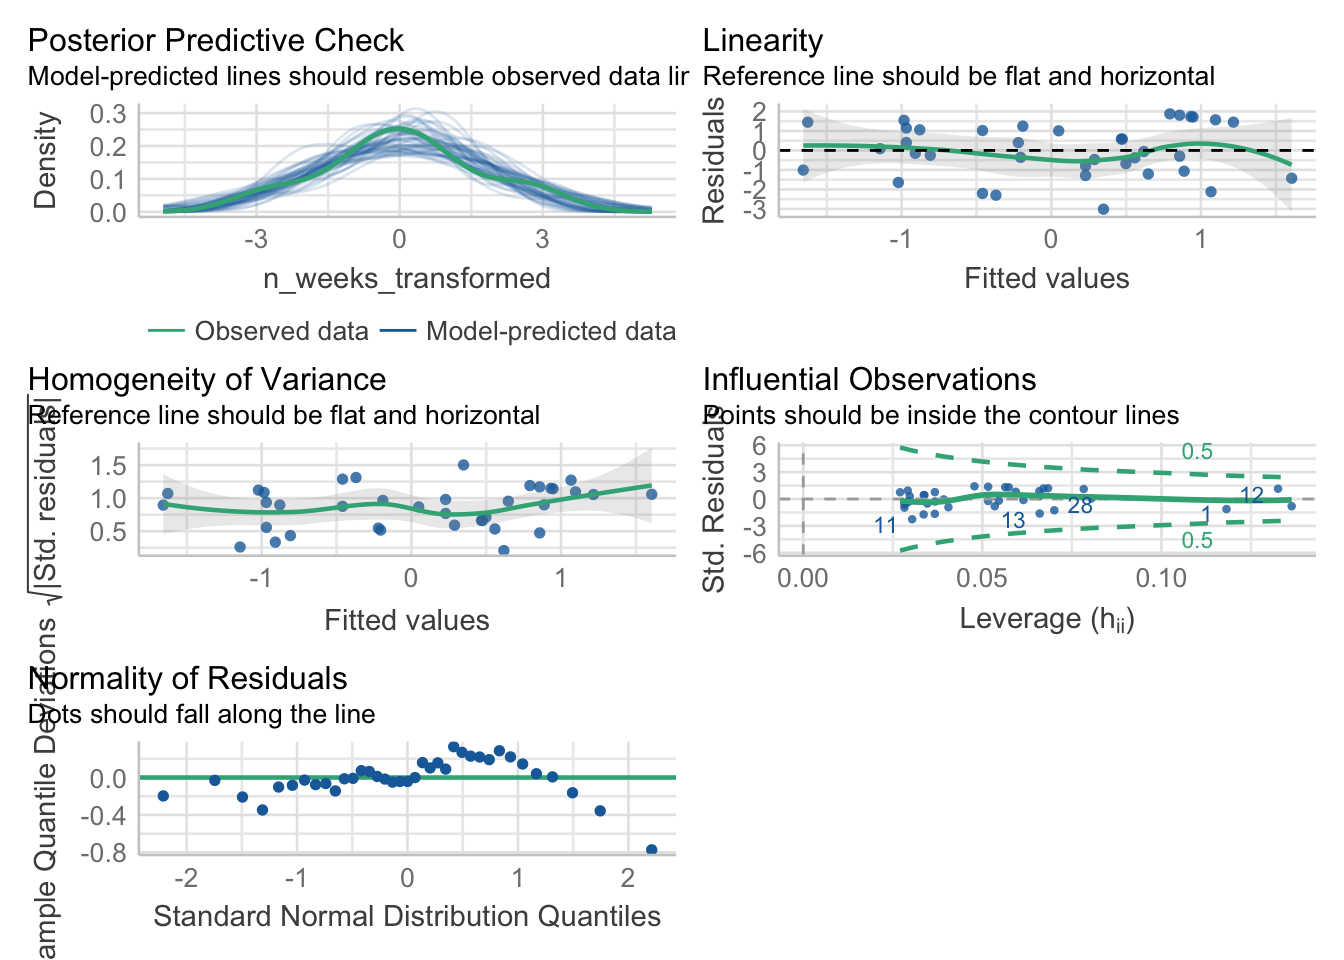 Posterior Predictive Check
Model-predicted lines should resemble observed data lir
Density
0.3
0.2
0.1
0.0
-3 0 3
n_weeks_transformed
Observed data Model-predicted data
Linearity
Reference line should be flat and horizontal
Residuals
2
1
0
-1
-2
-3
-1 0 1
Fitted values
Homogeneity of Variance
Reference line should be flat and horizontal
√|Std. residuals|
1.5
1.0
0.5
-1 0 1
Fitted values
Influential Observations
Points should be inside the contour lines
Std. Residuals
6
3
0
-3
-6
0.5
12
28
1
13
11
0.5
0.00 0.05 0.10
Leverage (hii)
Normality of Residuals
Dots should fall along the line
ample Quantile Deviations
0.0
-0.4
-0.8
-2 -1 0 1 2
Standard Normal Distribution Quantiles